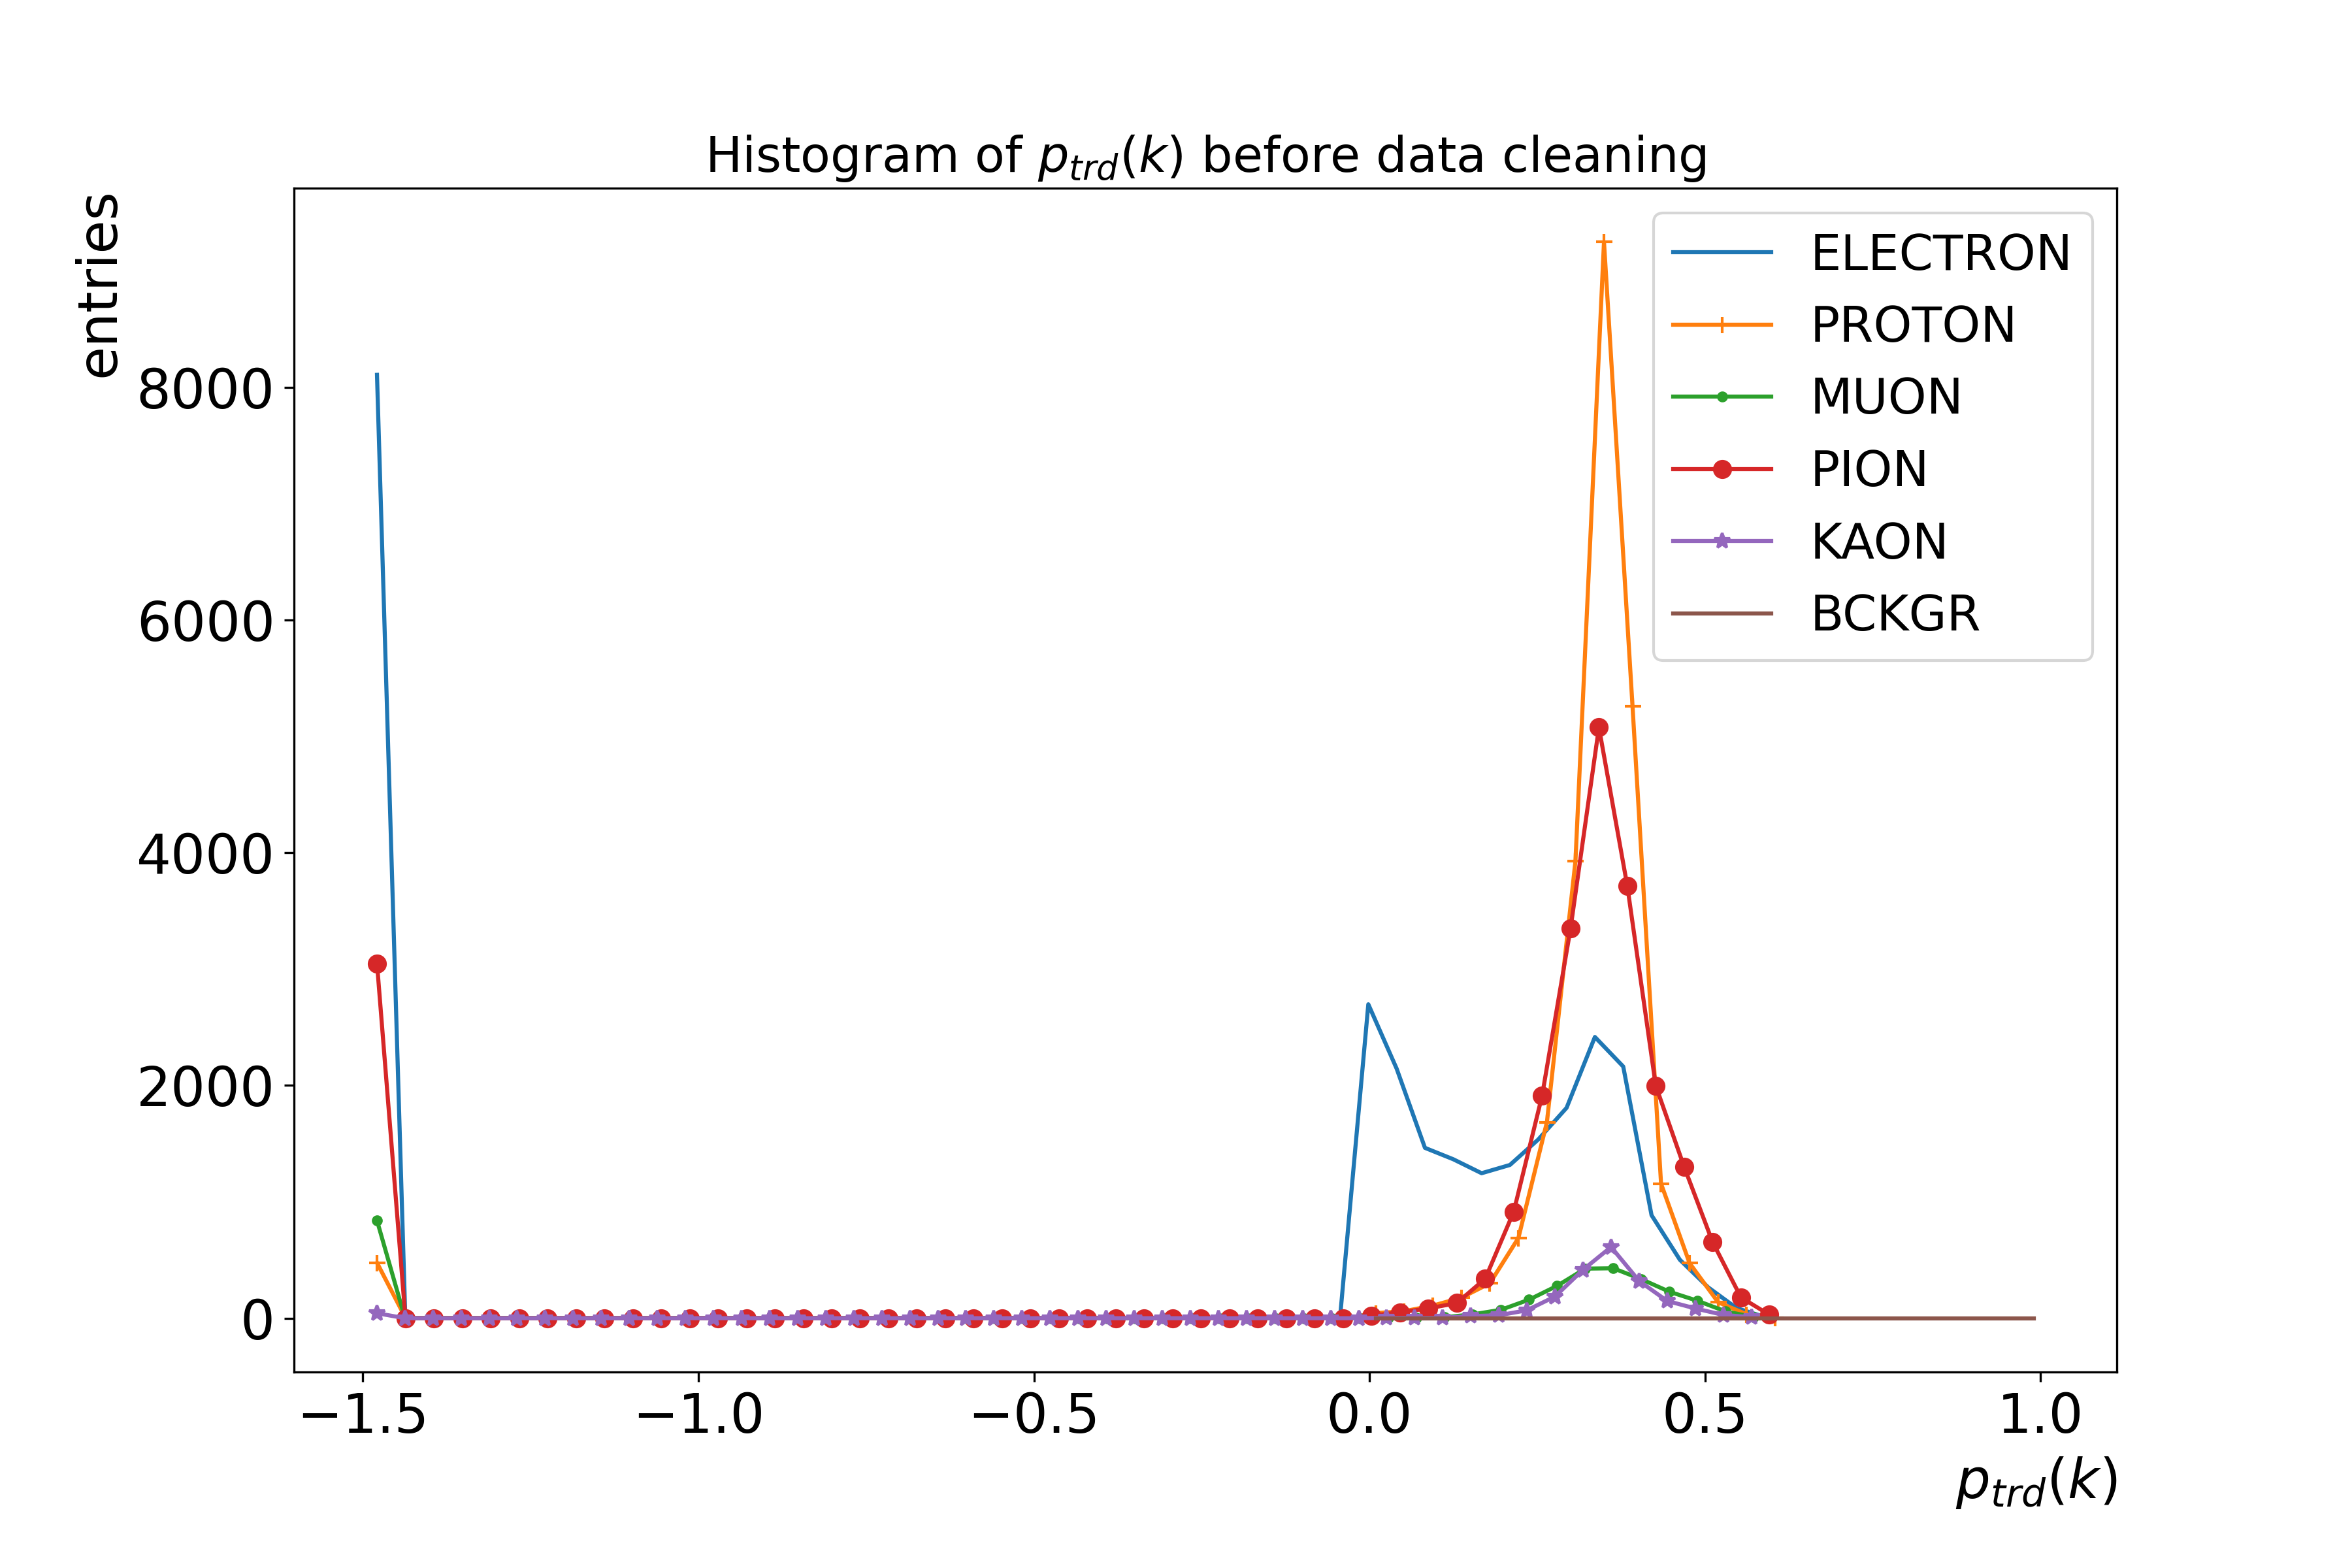 Histogram of p_trd(k) before data cleaning
entries
8000
6000
4000
2000
0
ELECTRON
PROTON
MUON
PION
KAON
BCKGR
−1.5 −1.0 −0.5 0.0 0.5 1.0
p_trd(k)